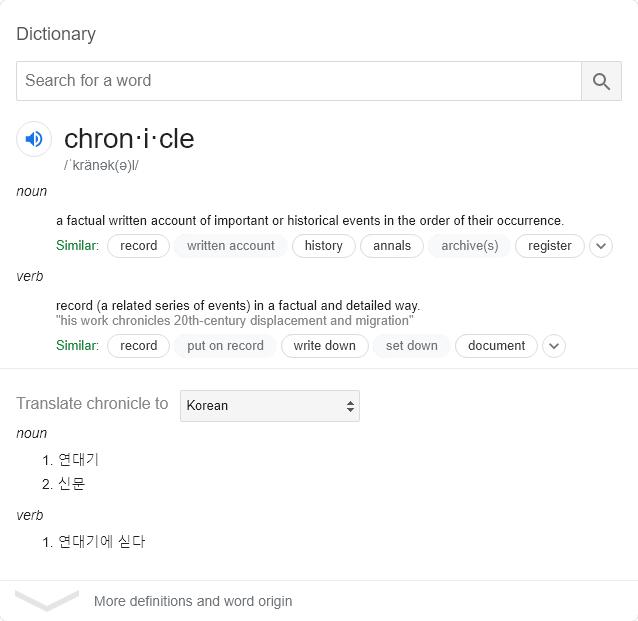 Dictionary
Search for a word
chron·i·cle
/ˈkränək(ə)l/
noun
a factual written account of important or historical events in the order of their occurrence.
Similar: record written account history annals archive(s) register
verb
record (a related series of events) in a factual and detailed way.
"his work chronicles 20th-century displacement and migration"
Similar: record put on record write down set down document
Translate chronicle to Korean
noun
1. 연대기
2. 신문
verb
1. 연대기에 싣다
More definitions and word origin